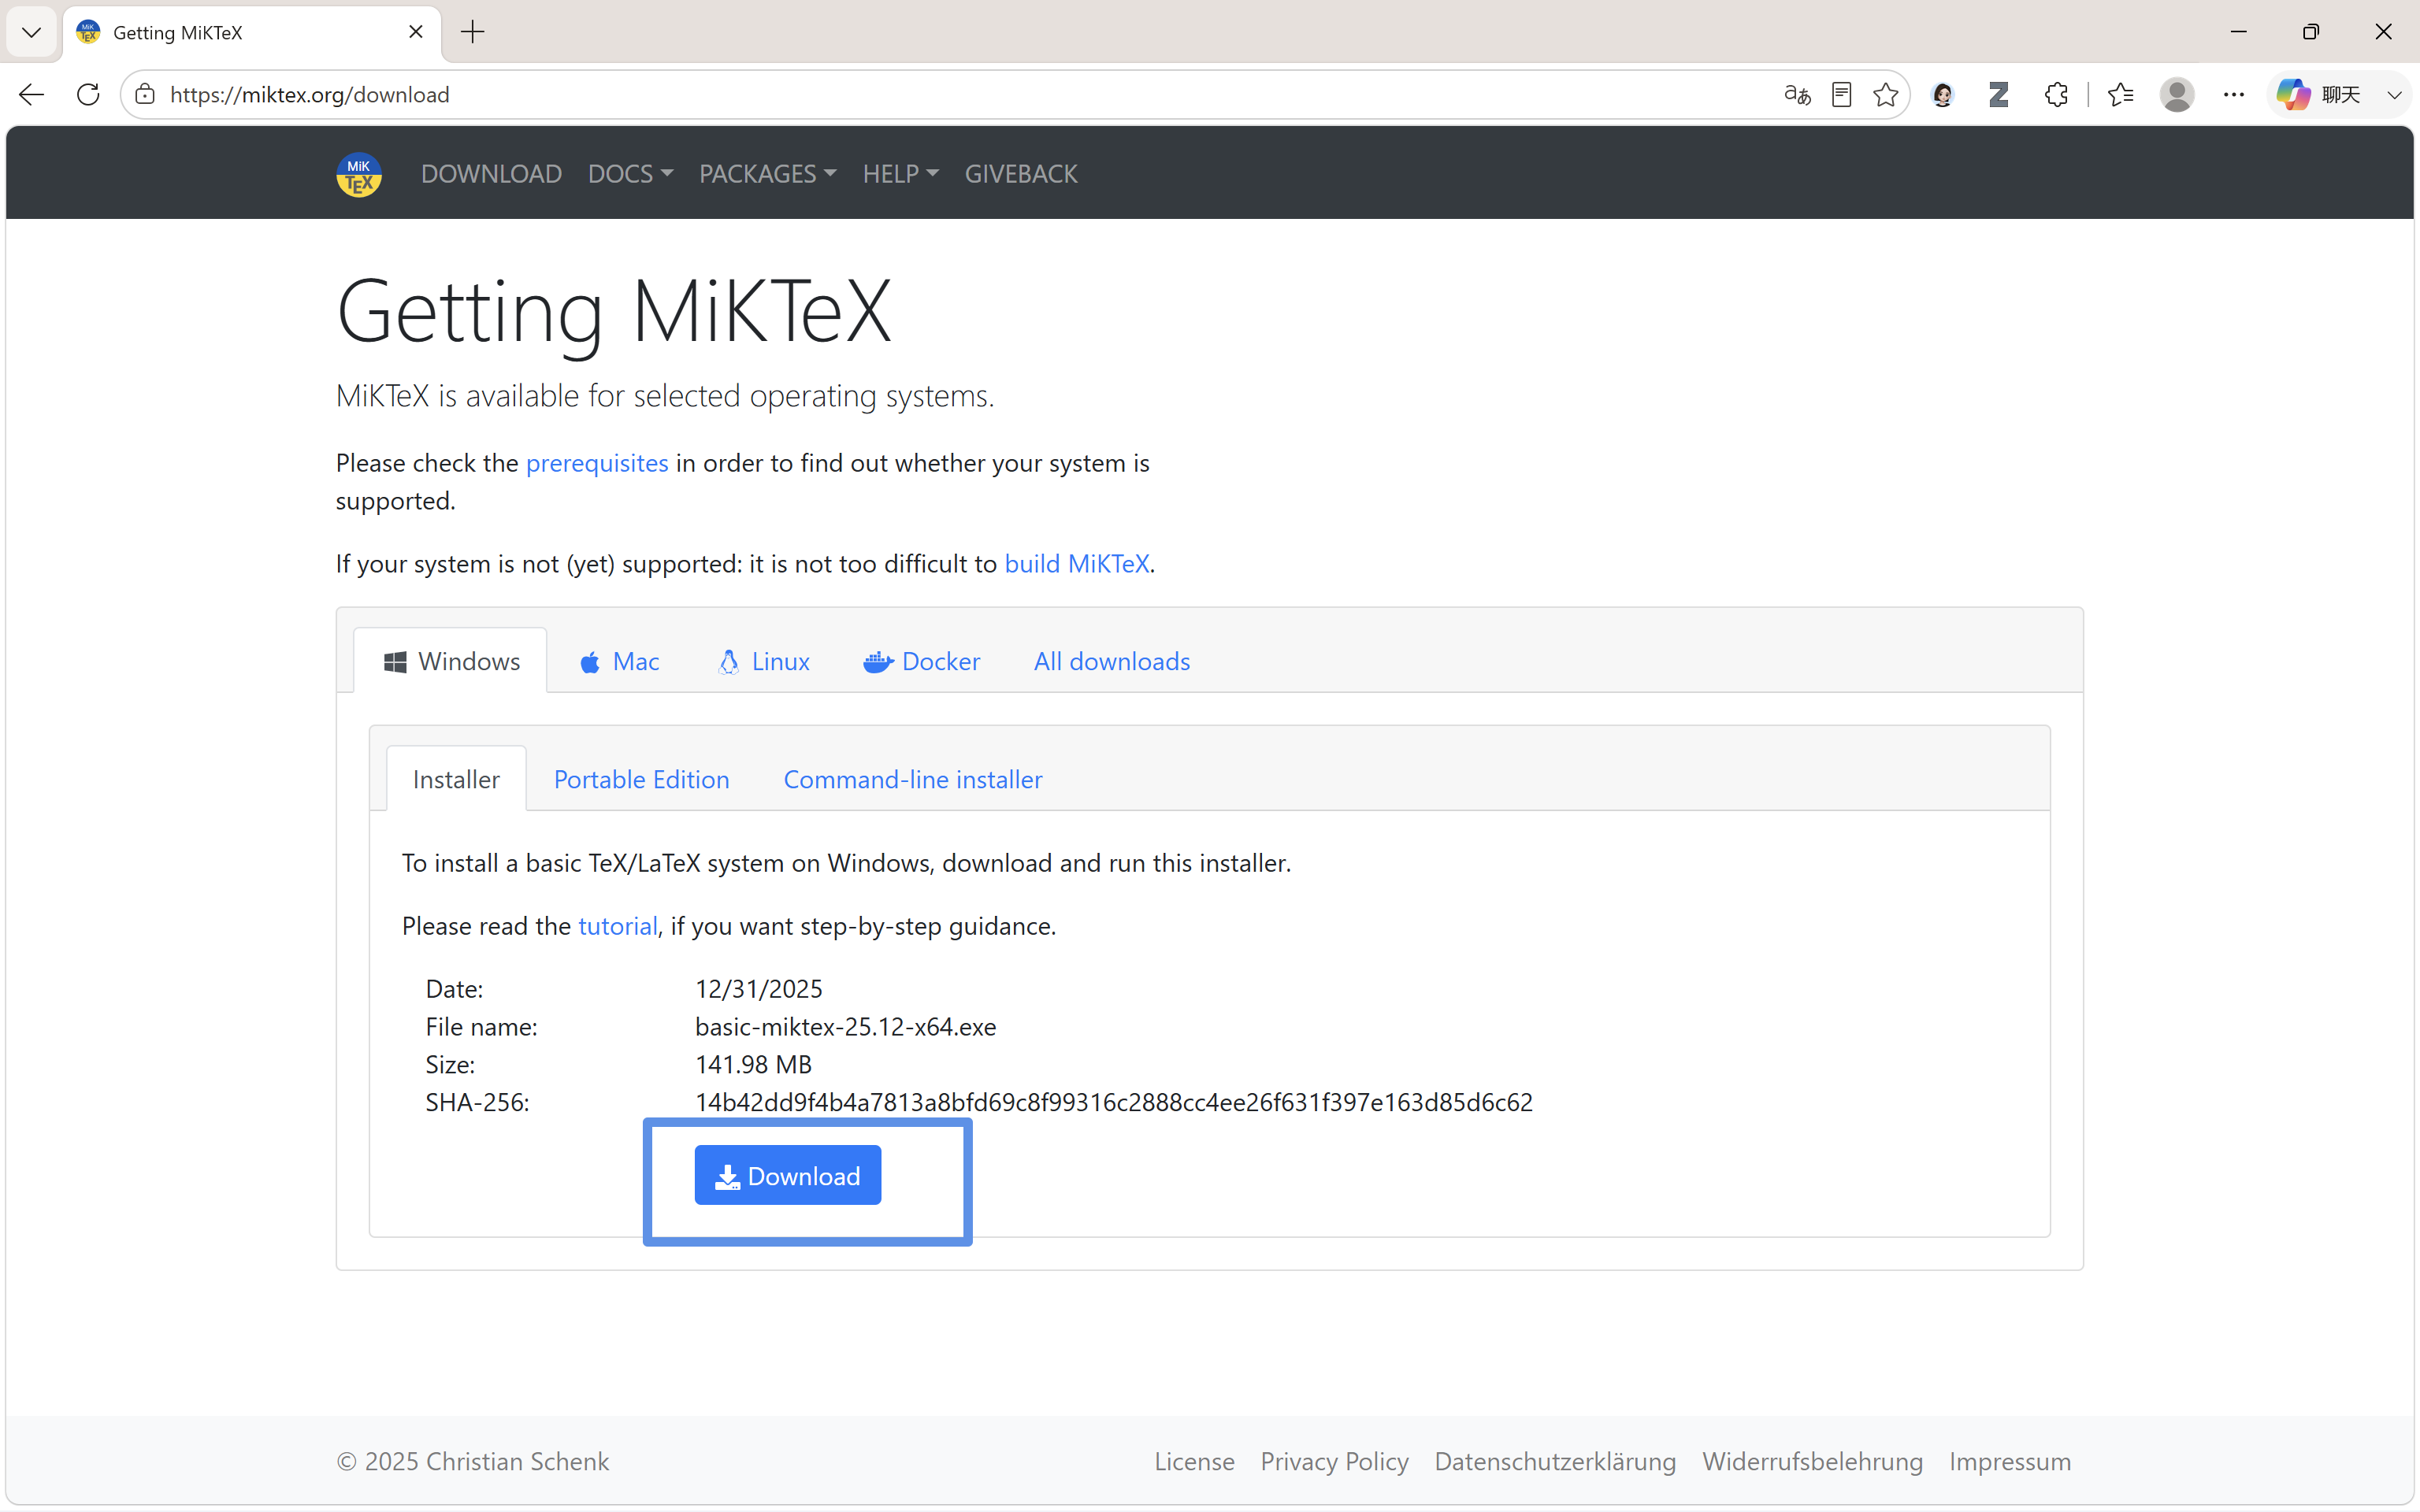 Getting MiKTeX
https://miktex.org/download
聊天
MiK
TEX
DOWNLOAD DOCS PACKAGES HELP GIVEBACK
Getting MiKTeX
MiKTeX is available for selected operating systems.
Please check the prerequisites in order to find out whether your system is
supported.
If your system is not (yet) supported: it is not too difficult to build MiKTeX.
Windows Mac Linux Docker All downloads
Installer Portable Edition Command-line installer
To install a basic TeX/LaTeX system on Windows, download and run this installer.
Please read the tutorial, if you want step-by-step guidance.
Date: 12/31/2025
File name: basic-miktex-25.12-x64.exe
Size: 141.98 MB
SHA-256: 14b42dd9f4b4a7813a8bfd69c8f99316c2888cc4ee26f631f397e163d85d6c62
Download
© 2025 Christian Schenk License Privacy Policy Datenschutzerklärung Widerrufsbelehrung Impressum